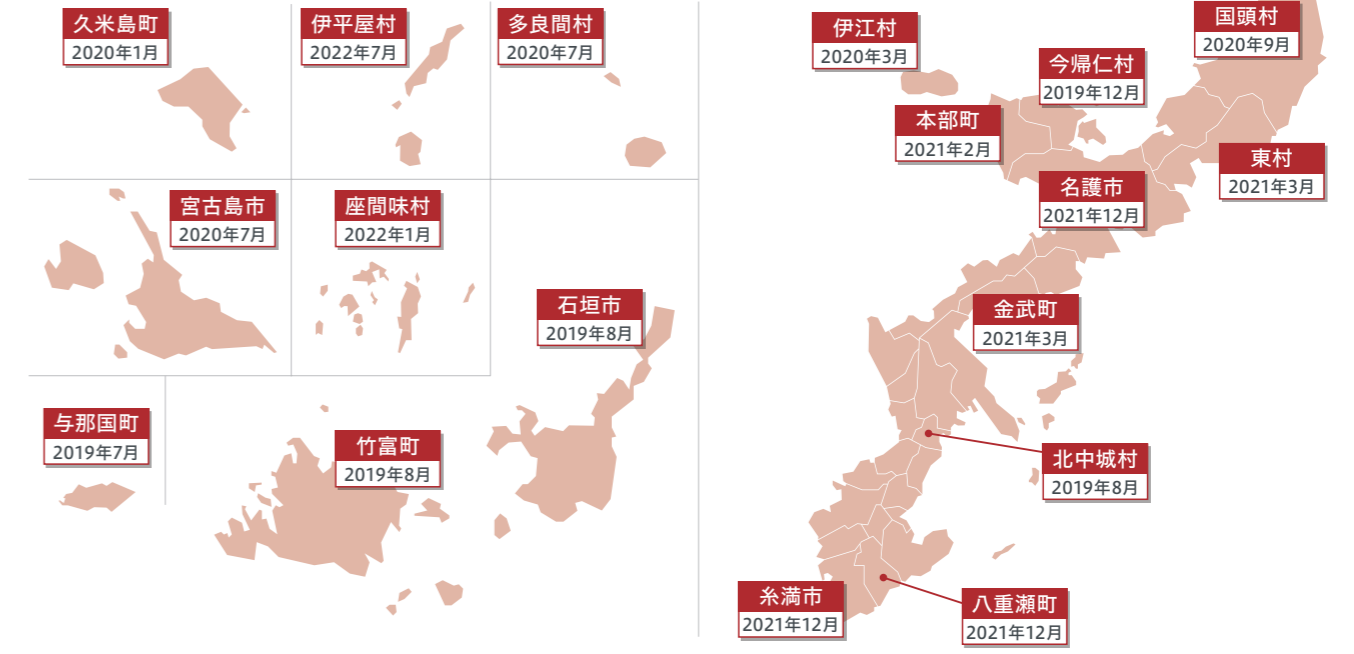 久米島町
2020年1月
伊平屋村
2022年7月
多良間村
2020年7月
宮古島市
2020年7月
座間味村
2022年1月
石垣市
2019年8月
与那国町
2019年7月
竹富町
2019年8月
国頭村
2020年9月
伊江村
2020年3月
今帰仁村
2019年12月
本部町
2021年2月
東村
2021年3月
名護市
2021年12月
金武町
2021年3月
北中城村
2019年8月
糸満市
2021年12月
八重瀬町
2021年12月